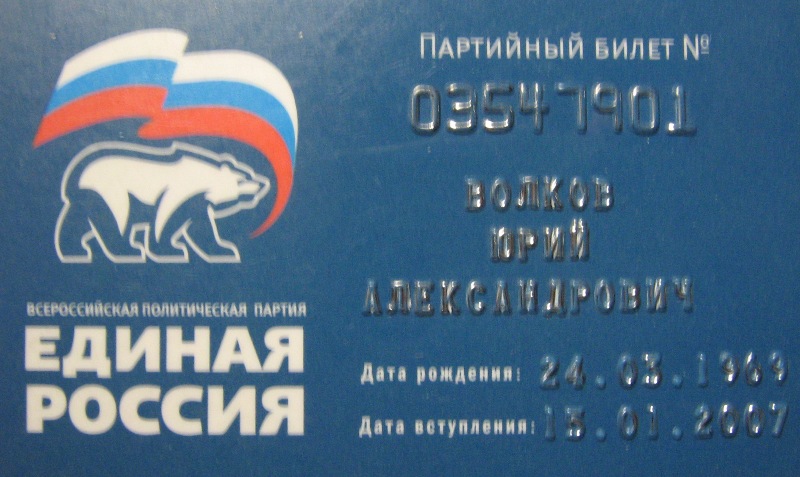 ВСЕРОССИЙСКАЯ ПОЛИТИЧЕСКАЯ ПАРТИЯ
ЕДИНАЯ
РОССИЯ
ПАРТИЙНЫЙ БИЛЕТ №
03547901
ВОЛКОВ
ЮРИЙ
АЛЕКСАНДРОВИЧ
Дата рождения: 24.03.1969
Дата вступления: 15.01.2007